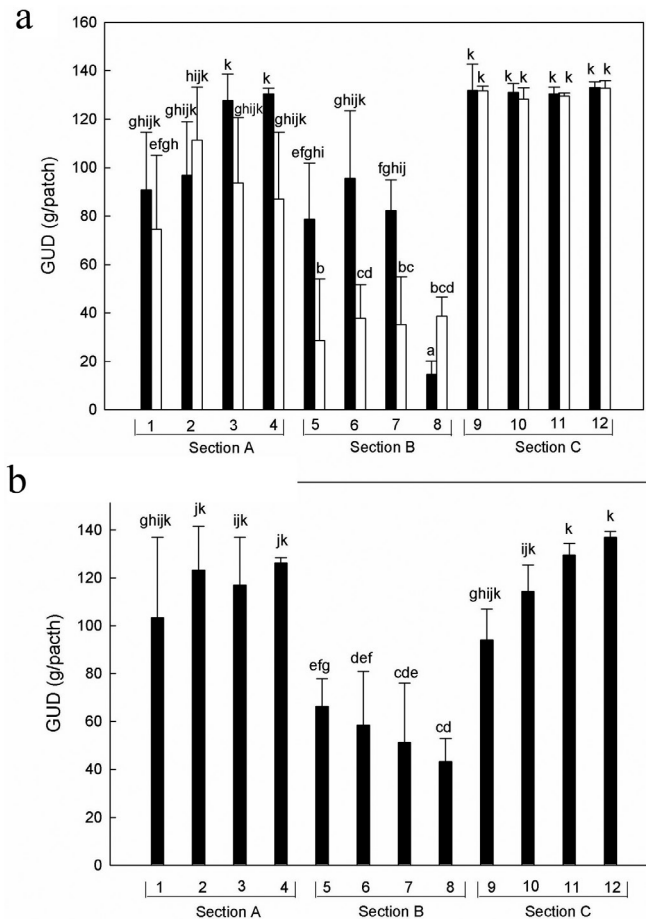 a
160
140
120
100
80
60
40
20
0
GUD (g/patch)
ghijk
efgh
ghijk
hijk
k
ghijk
k
ghijk
efghi
b
ghijk
cd
fghij
bc
a
bcd
k
k
k k
k k
k k
1 2 3 4 5 6 7 8 9 10 11 12
Section A Section B Section C
b
140
120
100
80
60
40
20
0
GUD (g/pacth)
ghijk
jk
ijk
jk
efg
def
cde
cd
ghijk
ijk
k
k
1 2 3 4 5 6 7 8 9 10 11 12
Section A Section B Section C